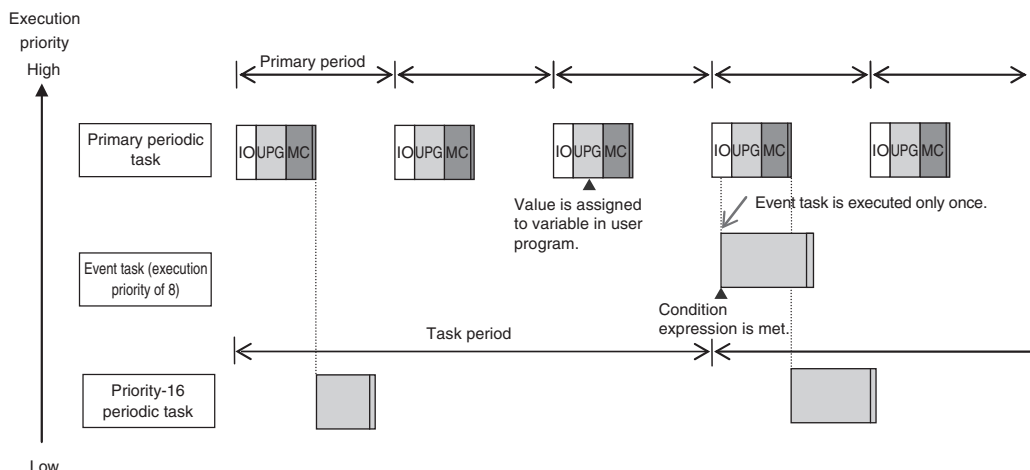 Execution
priority
High
Primary period
Primary periodic
task
IO UPG MC
IO UPG MC
IO UPG MC
IO UPG MC
IO UPG MC
Value is assigned
to variable in user
program.
Event task is executed only once.
Event task (execution
priority of 8)
Condition
expression is met.
Task period
Priority-16
periodic task
Low